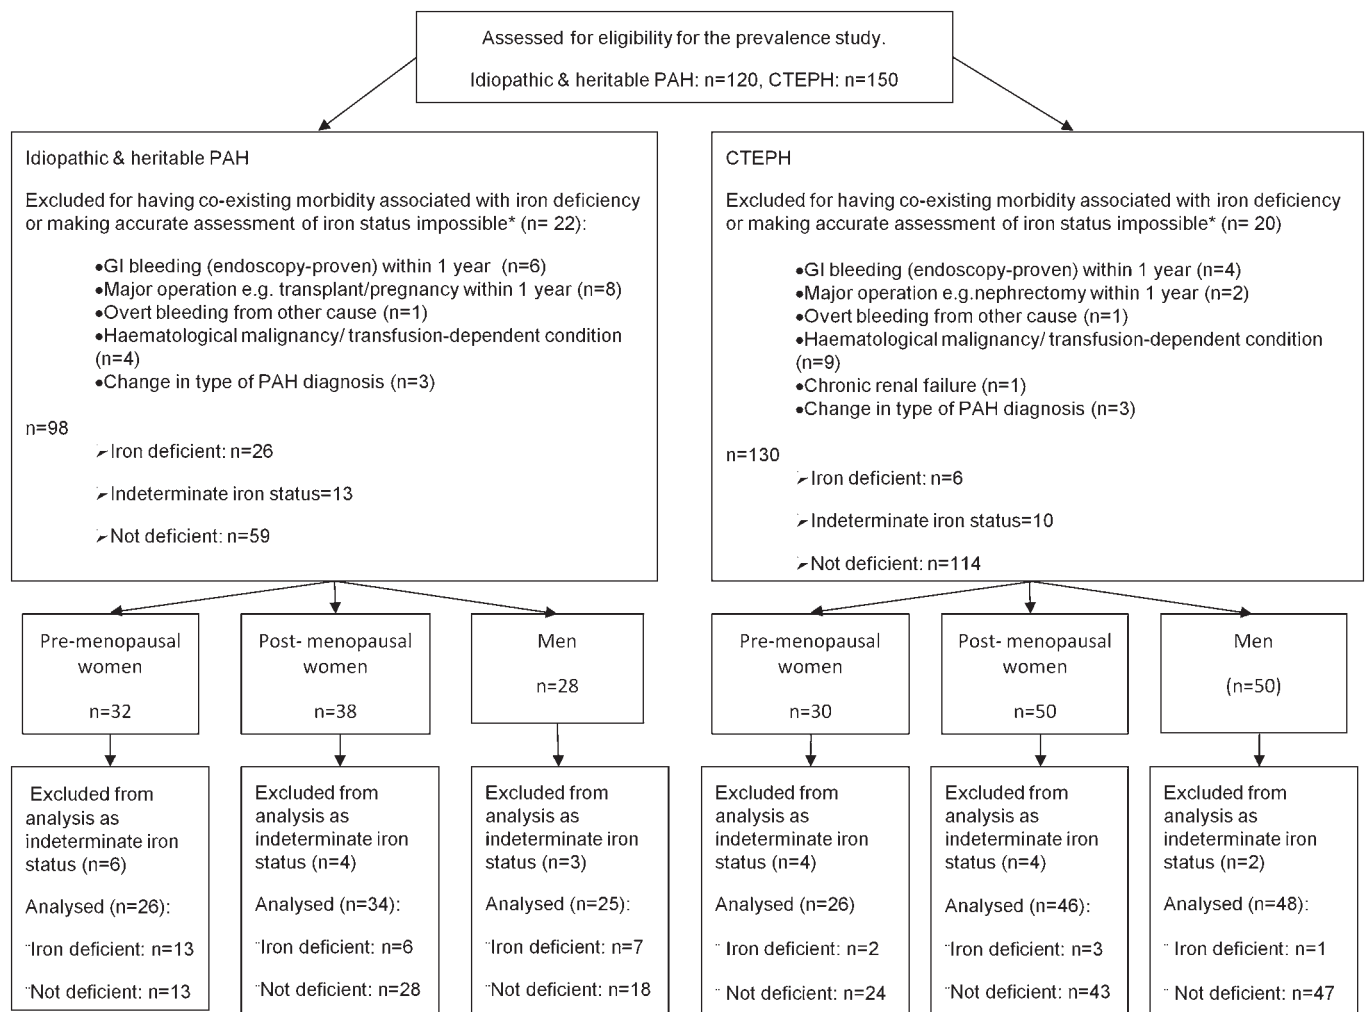 Assessed for eligibility for the prevalence study.
Idiopathic & heritable PAH: n=120, CTEPH: n=150
Idiopathic & heritable PAH
Excluded for having co-existing morbidity associated with iron deficiency
or making accurate assessment of iron status impossible* (n= 22):
•GI bleeding (endoscopy-proven) within 1 year (n=6)
•Major operation e.g. transplant/pregnancy within 1 year (n=8)
•Overt bleeding from other cause (n=1)
•Haematological malignancy/ transfusion-dependent condition
(n=4)
•Change in type of PAH diagnosis (n=3)
n=98
➢Iron deficient: n=26
➢Indeterminate iron status=13
➢Not deficient: n=59
CTEPH
Excluded for having co-existing morbidity associated with iron deficiency
or making accurate assessment of iron status impossible* (n= 20)
•GI bleeding (endoscopy-proven) within 1 year (n=4)
•Major operation e.g.nephrectomy within 1 year (n=2)
•Overt bleeding from other cause (n=1)
•Haematological malignancy/ transfusion-dependent condition
(n=9)
•Chronic renal failure (n=1)
•Change in type of PAH diagnosis (n=3)
n=130
➢Iron deficient: n=6
➢Indeterminate iron status=10
➢Not deficient: n=114
Pre-menopausal
women
n=32
Post- menopausal
women
n=38
Men
n=28
Pre-menopausal
women
n=30
Post-menopausal
women
n=50
Men
(n=50)
Excluded from
analysis as
indeterminate iron
status (n=6)
Analysed (n=26):
¨Iron deficient: n=13
¨Not deficient: n=13
Excluded from
analysis as
indeterminate iron
status (n=4)
Analysed (n=34):
¨Iron deficient: n=6
¨Not deficient: n=28
Excluded from
analysis as
indeterminate iron
status (n=3)
Analysed (n=25):
¨Iron deficient: n=7
¨Not deficient: n=18
Excluded from
analysis as
indeterminate iron
status (n=4)
Analysed (n=26)
¨ Iron deficient: n=2
¨ Not deficient: n=24
Excluded from
analysis as
indeterminate iron
status (n=4)
Analysed (n=46):
¨Iron deficient: n=3
¨Not deficient: n=43
Excluded from
analysis as
indeterminate iron
status (n=2)
Analysed (n=48):
¨ Iron deficient: n=1
¨ Not deficient: n=47